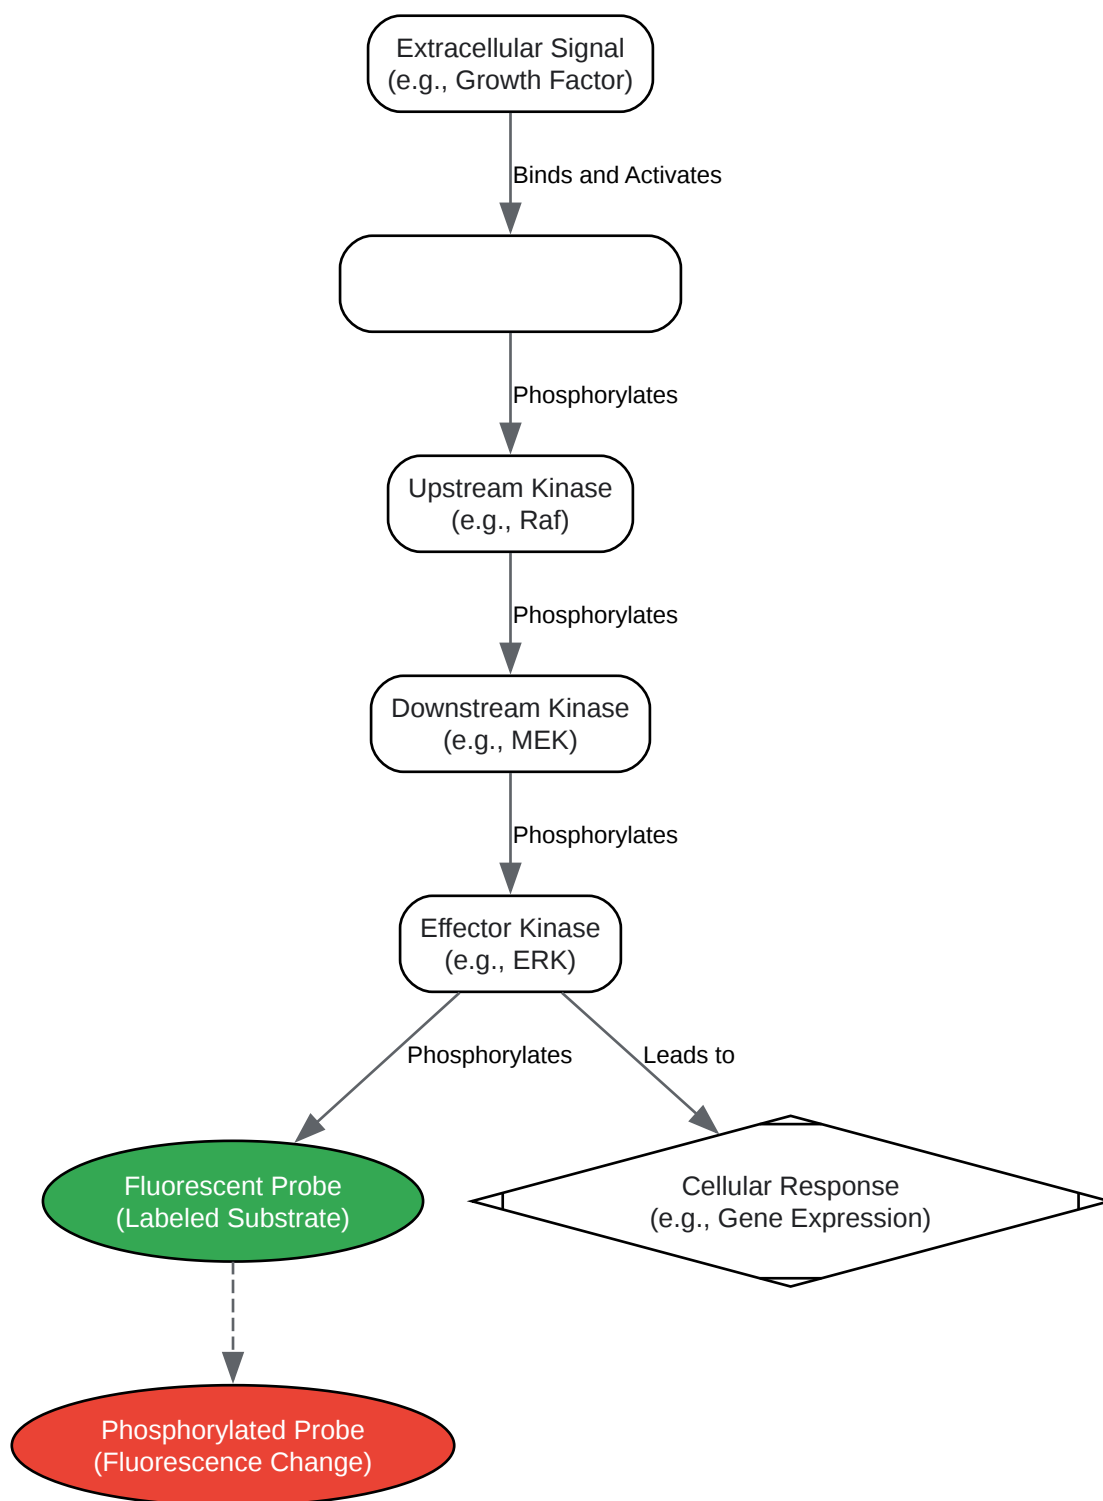 Extracellular Signal
(e.g., Growth Factor)
Binds and Activates
Phosphorylates
Upstream Kinase
(e.g., Raf)
Phosphorylates
Downstream Kinase
(e.g., MEK)
Phosphorylates
Effector Kinase
(e.g., ERK)
Phosphorylates
Leads to
Fluorescent Probe
(Labeled Substrate)
Cellular Response
(e.g., Gene Expression)
Phosphorylated Probe
(Fluorescence Change)